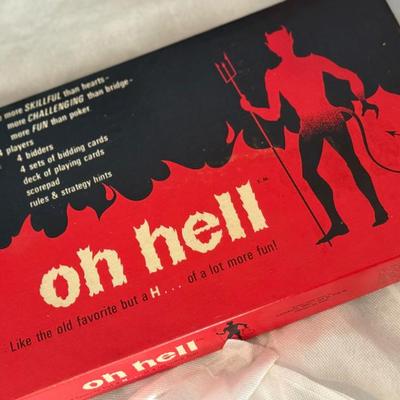 more SKILLFUL than hearts-
more CHALLENGING than bridge-
more FUN than poker
4 players
4 bidders
4 sets of bidding cards
deck of playing cards
scorepad
rules & strategy hints
oh hell
Like the old favorite but a H... of a lot more fun!
oh hell